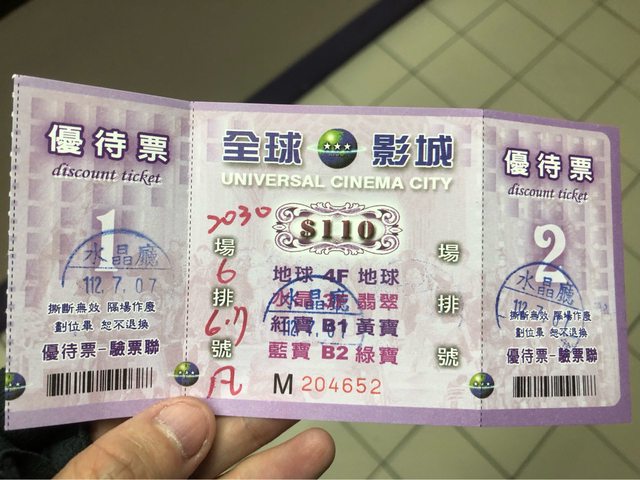 優待票
discount ticket
1
水晶廳
112.7.07
撕斷無效 隔場作廢
劃位畢 恕不退換
優待票-驗票聯
全球 影城
UNIVERSAL CINEMA CITY
$110
2030
場
6
排
6.7
號
地球 4F 地球
水晶 翡翠
紅寶 B1 黃寶
藍寶 B2 綠寶
水晶廳
M 204652
場
排
號
優待票
discount ticket
2
水晶廳
撕斷無效 隔場作廢
劃位畢 恕不退換
優待票-驗票聯